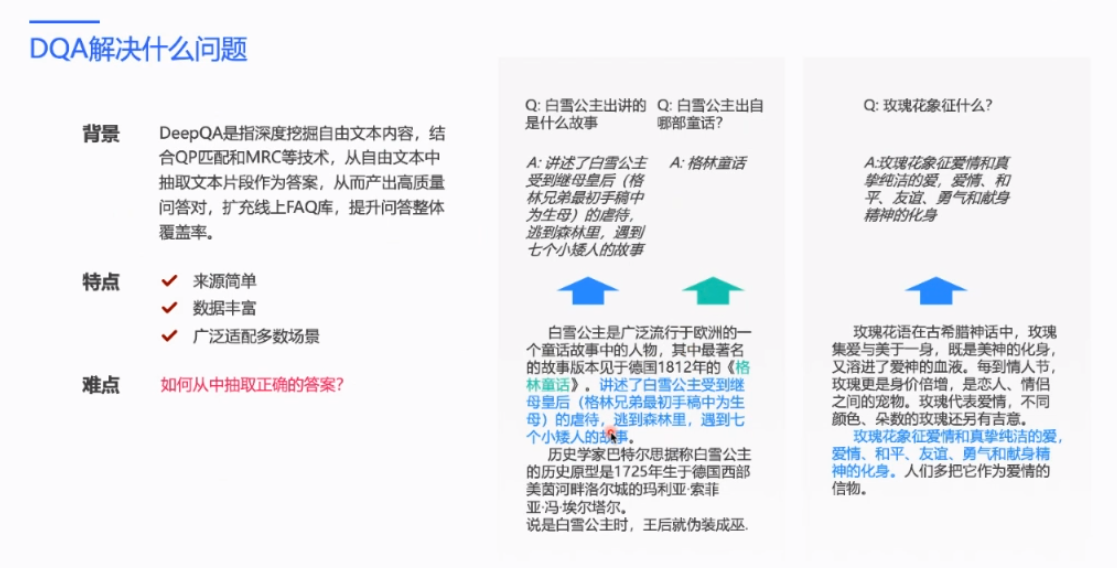 DQA解决什么问题
背景
DeepQA是指深度挖掘自由文本内容，结
合QP匹配和MRC等技术，从自由文本中
抽取文本片段作为答案，从而产出高质量
问答对，扩充线上FAQ库，提升问答整体
覆盖率。
特点
来源简单
数据丰富
广泛适配多数场景
难点
如何从中抽取正确的答案？
Q: 白雪公主出讲的
是什么故事
A: 讲述了白雪公主
受到继母皇后（格
林兄弟最初手稿中
为生母）的虐待，
逃到森林里，遇到
七个小矮人的故事
Q: 白雪公主出自
哪部童话？
A: 格林童话
白雪公主是广泛流行于欧洲的一
个童话故事中的人物，其中最著名
的故事版本见于德国1812年的《格
林童话》。讲述了白雪公主受到继
母皇后（格林兄弟最初手稿中为生
母）的虐待，逃到森林里，遇到七
个小矮人的故事。
历史学家巴特尔思据称白雪公主
的历史原型是1725年生于德国西部
美茵河畔洛尔城的玛利亚·索菲
亚·冯·埃尔塔尔。
说是白雪公主时，王后就伪装成巫.
Q: 玫瑰花象征什么？
A:玫瑰花象征爱情和真
挚纯洁的爱，爱情、和
平、友谊、勇气和献身
精神的化身
玫瑰花语在古希腊神话中，玫瑰
集爱与美于一身，既是美神的化身，
又溶进了爱神的血液。每到情人节，
玫瑰更是身价倍增，是恋人、情侣
之间的宠物。玫瑰代表爱情，不同
颜色、朵数的玫瑰还另有吉意。
玫瑰花象征爱情和真挚纯洁的爱，
爱情、和平、友谊、勇气和献身精
神的化身。人们多把它作为爱情的
信物。